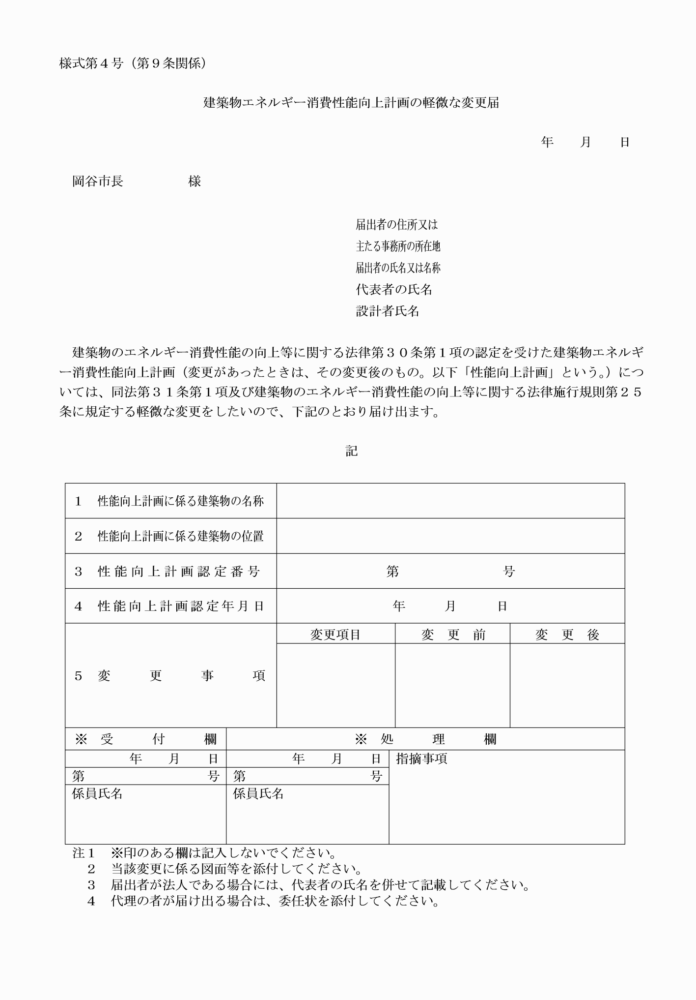 様式第４号（第９条関係）
建築物エネルギー消費性能向上計画の軽微な変更届
年　　月　　日
岡谷市長　　　　　様
届出者の住所又は
主たる事務所の所在地
届出者の氏名又は名称
代表者の氏名
設計者氏名
建築物のエネルギー消費性能の向上等に関する法律第３０条第１項の認定を受けた建築物エネルギ
ー消費性能向上計画（変更があったときは、その変更後のもの。以下「性能向上計画」という。）につ
いては、同法第３１条第１項及び建築物のエネルギー消費性能の向上等に関する法律施行規則第２５
条に規定する軽微な変更をしたいので、下記のとおり届け出ます。
記
１　性能向上計画に係る建築物の名称
２　性能向上計画に係る建築物の位置
３　性能向上計画認定番号　　第　　　　　　　　号
４　性能向上計画認定年月日　　年　　　月　　　日
変更項目　　変　更　前　　変　更　後
５　変　　　更　　　事　　　項
※　受　　　付　　　欄　　※　処　　　理　　　欄
年　　月　　日　　年　　月　　日　　指摘事項
第　　　　　　　　　号　　第　　　　　　　　　号
係員氏名　　係員氏名
注１　※印のある欄は記入しないでください。
２　当該変更に係る図面等を添付してください。
３　届出者が法人である場合には、代表者の氏名を併せて記載してください。
４　代理の者が届け出る場合は、委任状を添付してください。